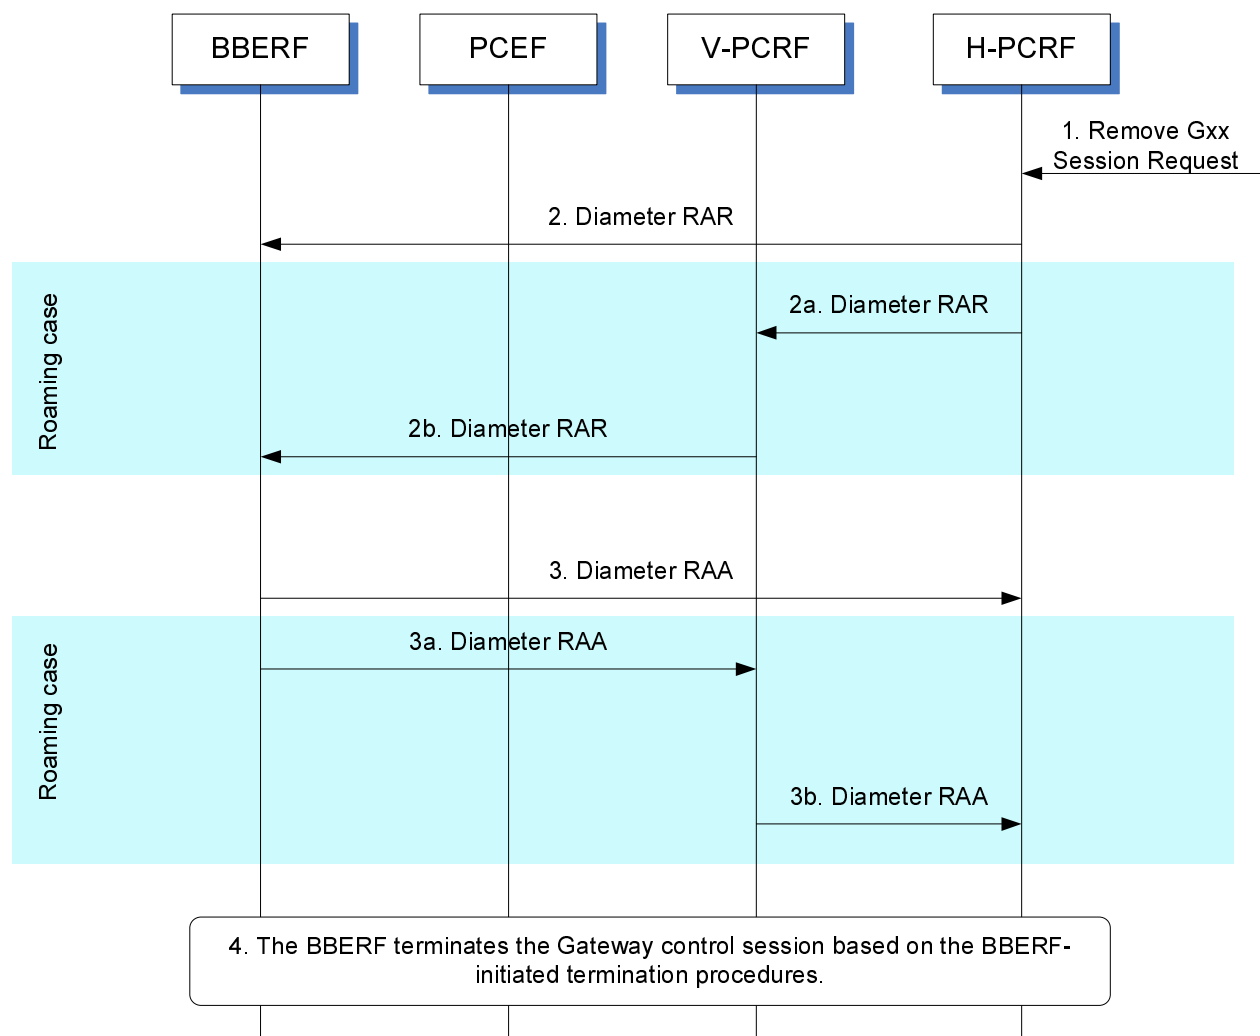 BBERF
PCEF
V-PCRF
H-PCRF
1. Remove Gxx
Session Request
2. Diameter RAR
Roaming case
2a. Diameter RAR
2b. Diameter RAR
3. Diameter RAA
Roaming case
3a. Diameter RAA
3b. Diameter RAA
4. The BBERF terminates the Gateway control session based on the BBERF-
initiated termination procedures.